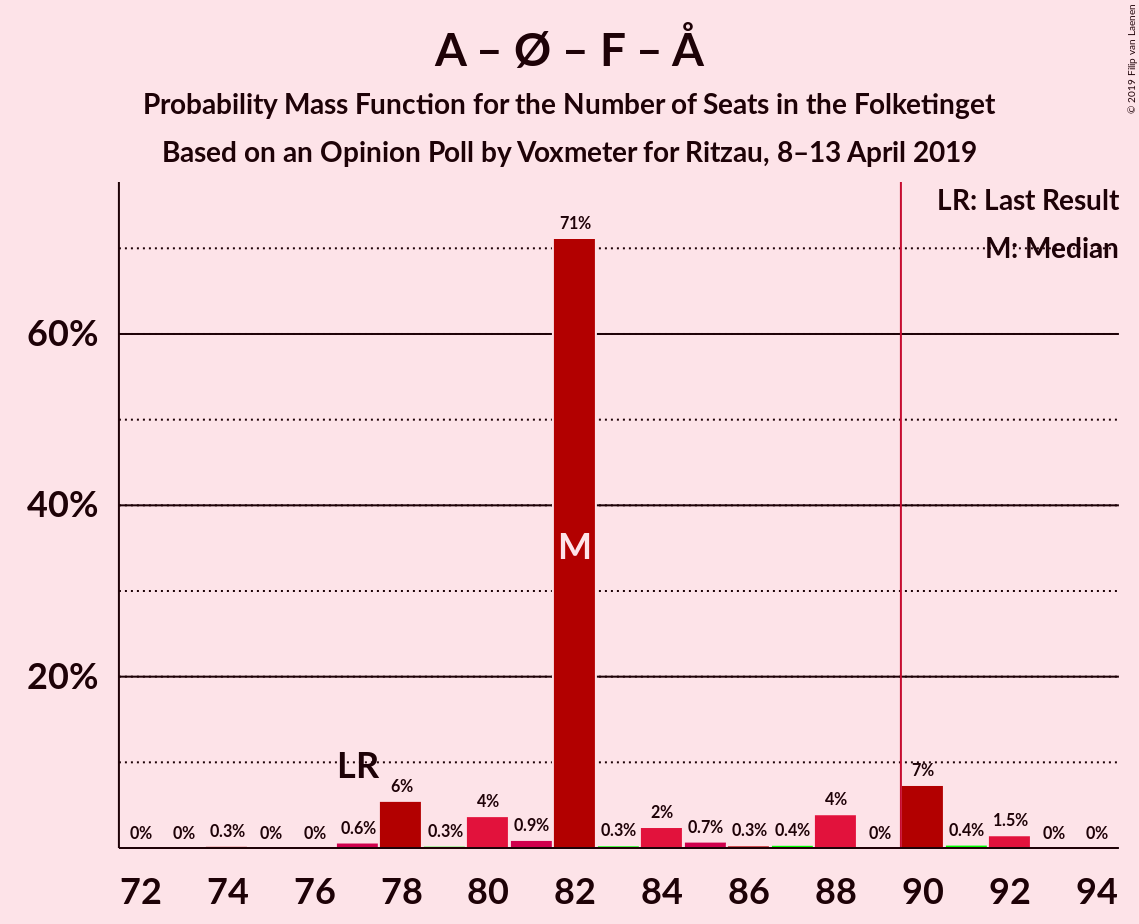 A – Ø – F – Å
Probability Mass Function for the Number of Seats in the Folketinget
Based on an Opinion Poll by Voxmeter for Ritzau, 8–13 April 2019
© 2019 Filip van Laenen
LR: Last Result
M: Median
60%
40%
20%
0% 0% 0.3% 0% 0% 0.6% 6% 0.3% 4% 0.9% 71% 0.3% 2% 0.7% 0.3% 0.4% 4% 0% 7% 0.4% 1.5% 0% 0%
LR
M
72 74 76 78 80 82 84 86 88 90 92 94